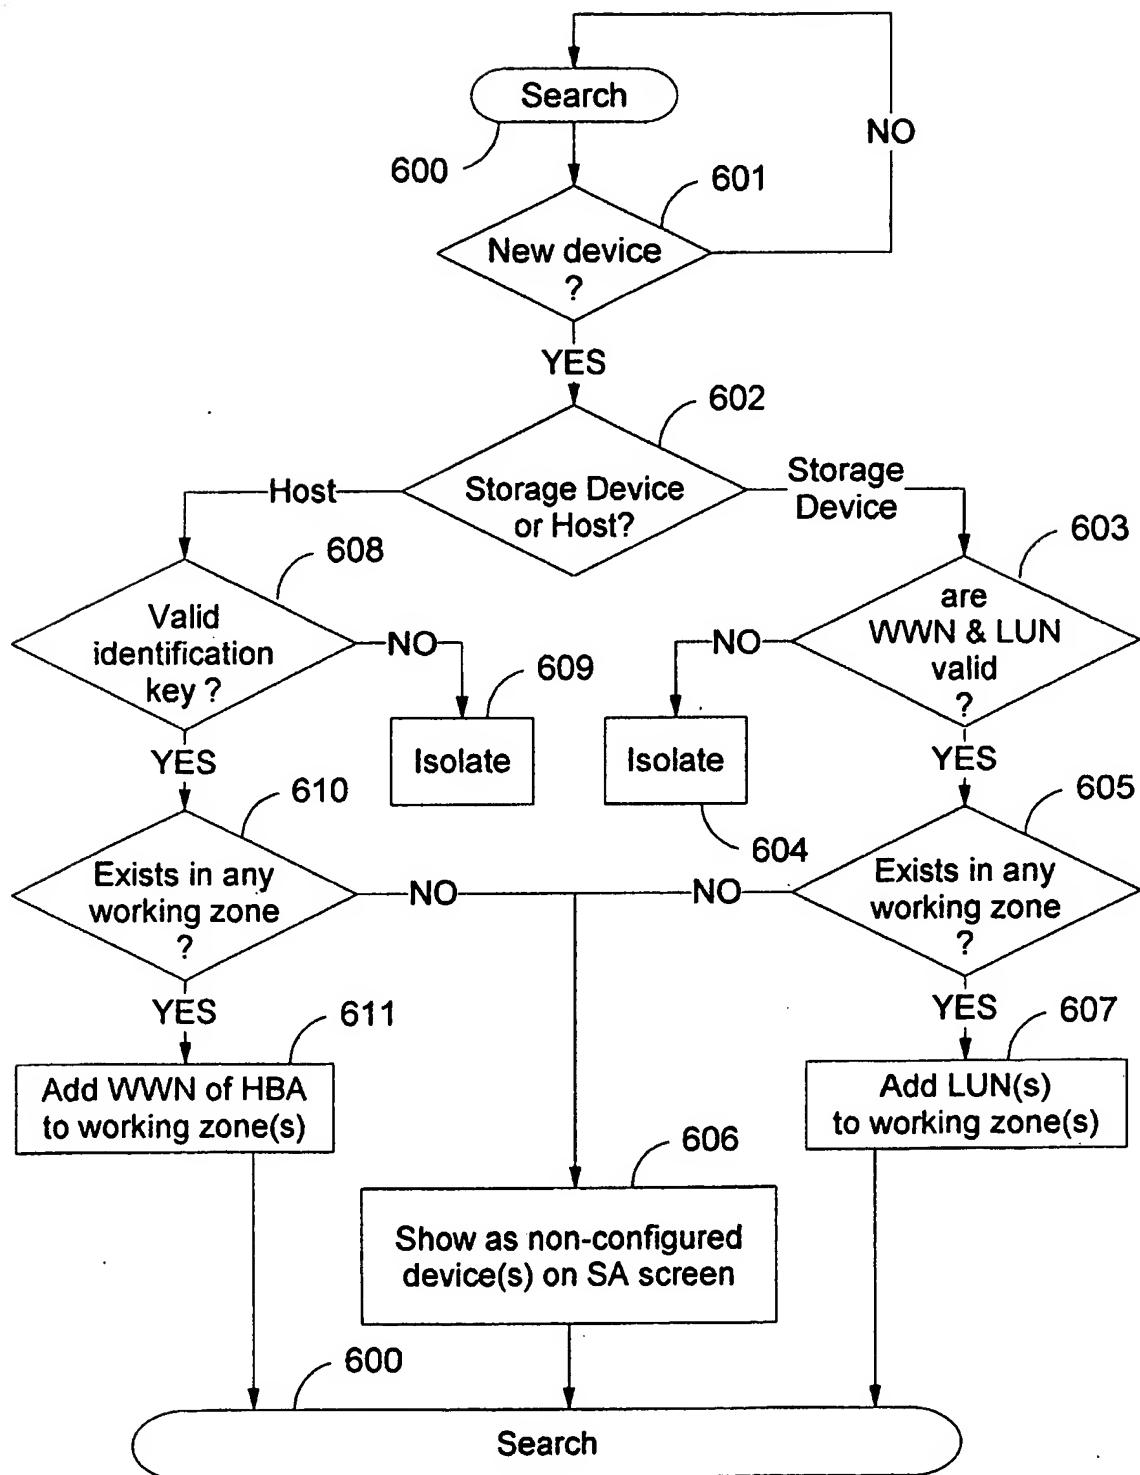 Search
NO
600
601
New device
?
YES
602
Host
Storage Device
or Host?
Storage
Device
608
603
Valid
identification
key ?
NO
609
NO
are
WWN & LUN
valid
?
Isolate
Isolate
YES
YES
610
604
605
Exists in any
working zone
?
NO
NO
Exists in any
working zone
?
YES
YES
611
607
Add WWN of HBA
to working zone(s)
Add LUN(s)
to working zone(s)
606
Show as non-configured
device(s) on SA screen
600
Search